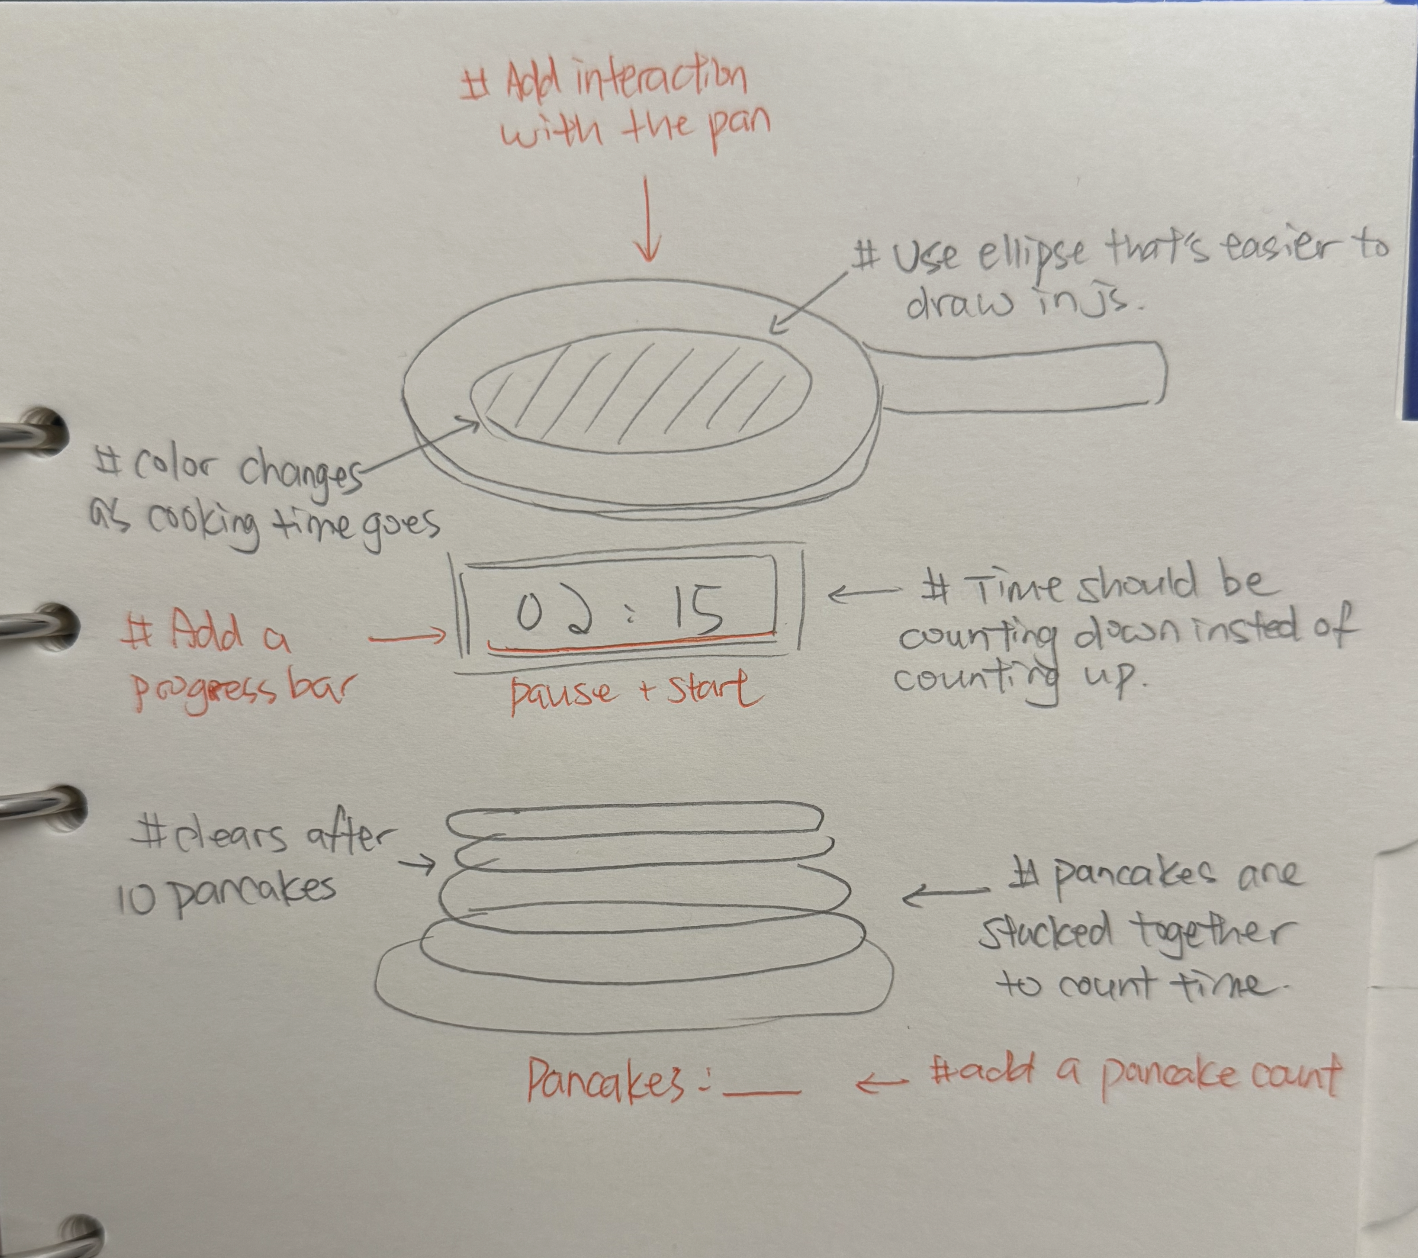 # Add interaction
with the pan
# Use ellipse that's easier to
draw in js.
# color changes
as cooking time goes
02:15
# Time should be
counting down insted of
counting up.
# Add a
progress bar
pause + start
# clears after
10 pancakes
# pancakes are
stacked together
to count time.
Pancakes: ___
# add a pancake count